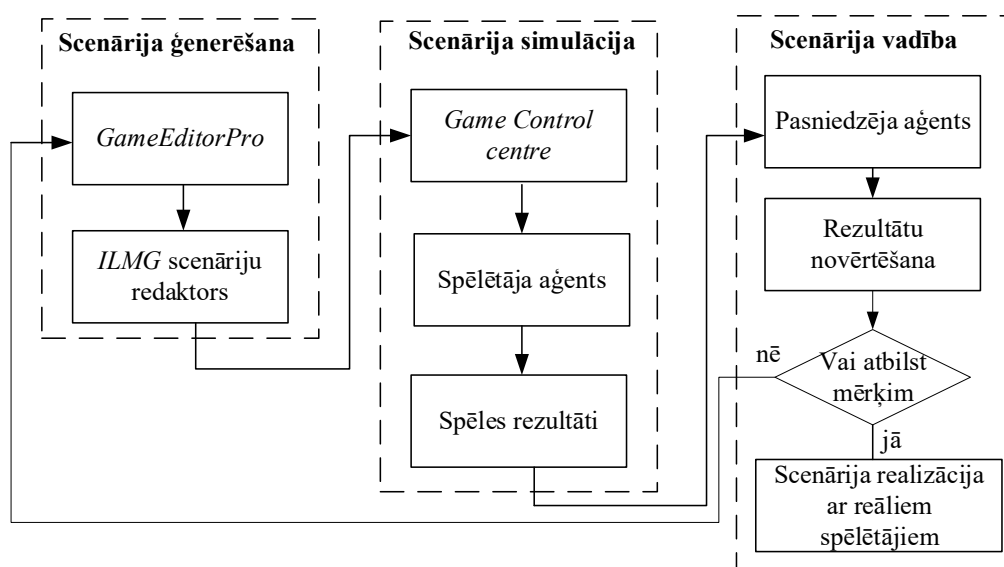 Scenārija ģenerēšana
GameEditorPro
ILMG scenāriju
redaktors
Scenārija simulācija
Game Control
centre
Spēlētāja aģents
Spēles rezultāti
Scenārija vadība
Pasniedzēja aģents
Rezultātu
novērtēšana
nē
Vai atbilst
mērķim
jā
Scenārija realizācija
ar reāliem
spēlētājiem